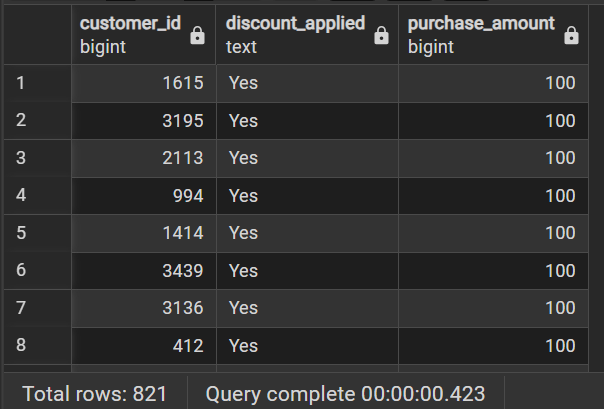 customer_id discount_applied purchase_amount
bigint text bigint
1 1615 Yes 100
2 3195 Yes 100
3 2113 Yes 100
4 994 Yes 100
5 1414 Yes 100
6 3439 Yes 100
7 3136 Yes 100
8 412 Yes 100
Total rows: 821 Query complete 00:00:00.423